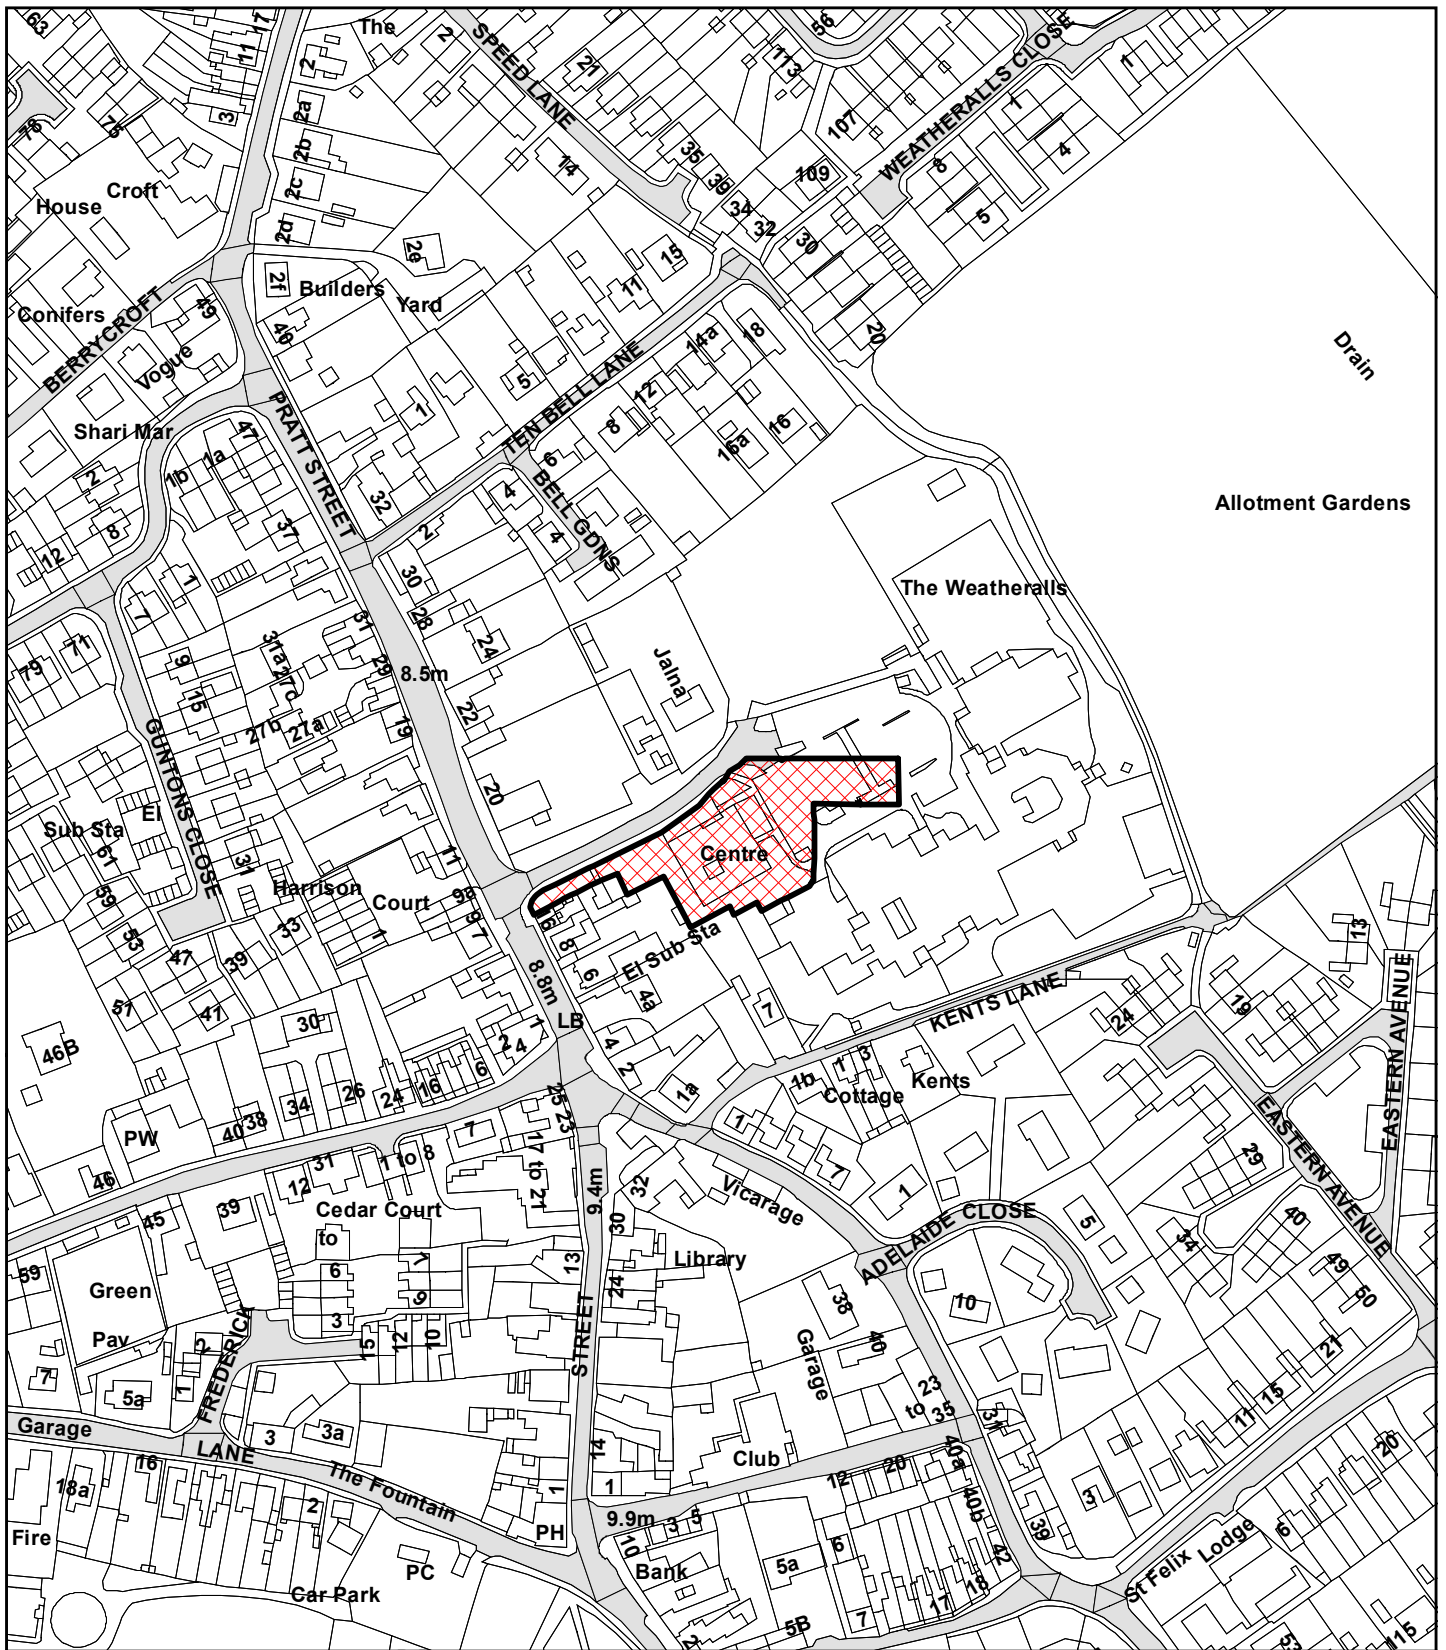 63
11
17
The
2
SPEED LANE
21
56
113
WEATHERALLS CLOSE
1
78
76
3
2
2a
2b
2c
2d
14
35
39
34
32
107
109
8
1
4
5
House
Croft
2e
2f
Builders
Yard
15
11
30
20
Conifers
BERRYCROFT
49
Vogue
46
Shari Mar
PRATT STREET
1
5
TEN BELL LANE
12
14a
18
Drain
2
1b
1a
47
37
32
8
6
BELL GDNS
16a
16
12
8
1
7
2
4
4
30
28
24
Allotment Gardens
The Weatheralls
79
71
9
15
31a
27c
31
29
8.5m
27b
27a
19
22
20
Jalna
GUNTONS CLOSE
El
Sub Sta
61
59
53
31
Harrison
Court
1
33
39
47
51
41
11
9a
9
7
Centre
16
8
6
El Sub Sta
4a
8.8m
LB
46B
30
1
2
4
4
2
1a
7
KENTS LANE
24
19
13
EASTERN AVENUE
PW
40
38
34
26
24
16
6
25
23
1
1b
1
3
Cottage
Kents
46
45
31
12
1 to 8
7
17 to 21
Cedar Court
9.4m
32
30
Vicarage
7
1
ADELAIDE CLOSE
5
29
EASTERN AVENUE
34
40
49
50
59
39
to
6
3
7
9
13
24
Library
38
10
Green
Pav
7
5a
2
1
FREDERICK
15
12
10
STREET
Garage
40
23
to
35
31
21
15
11
Garage
LANE
3
3a
The Fountain
14
1
1
Club
12
20
40a
40b
3
20
18a
16
2
Fire
PC
Car Park
PH
9.9m
10
3
5
Bank
5a
6
39
42
18
17
7
5B
2
St Felix
Lodge
6
53
115